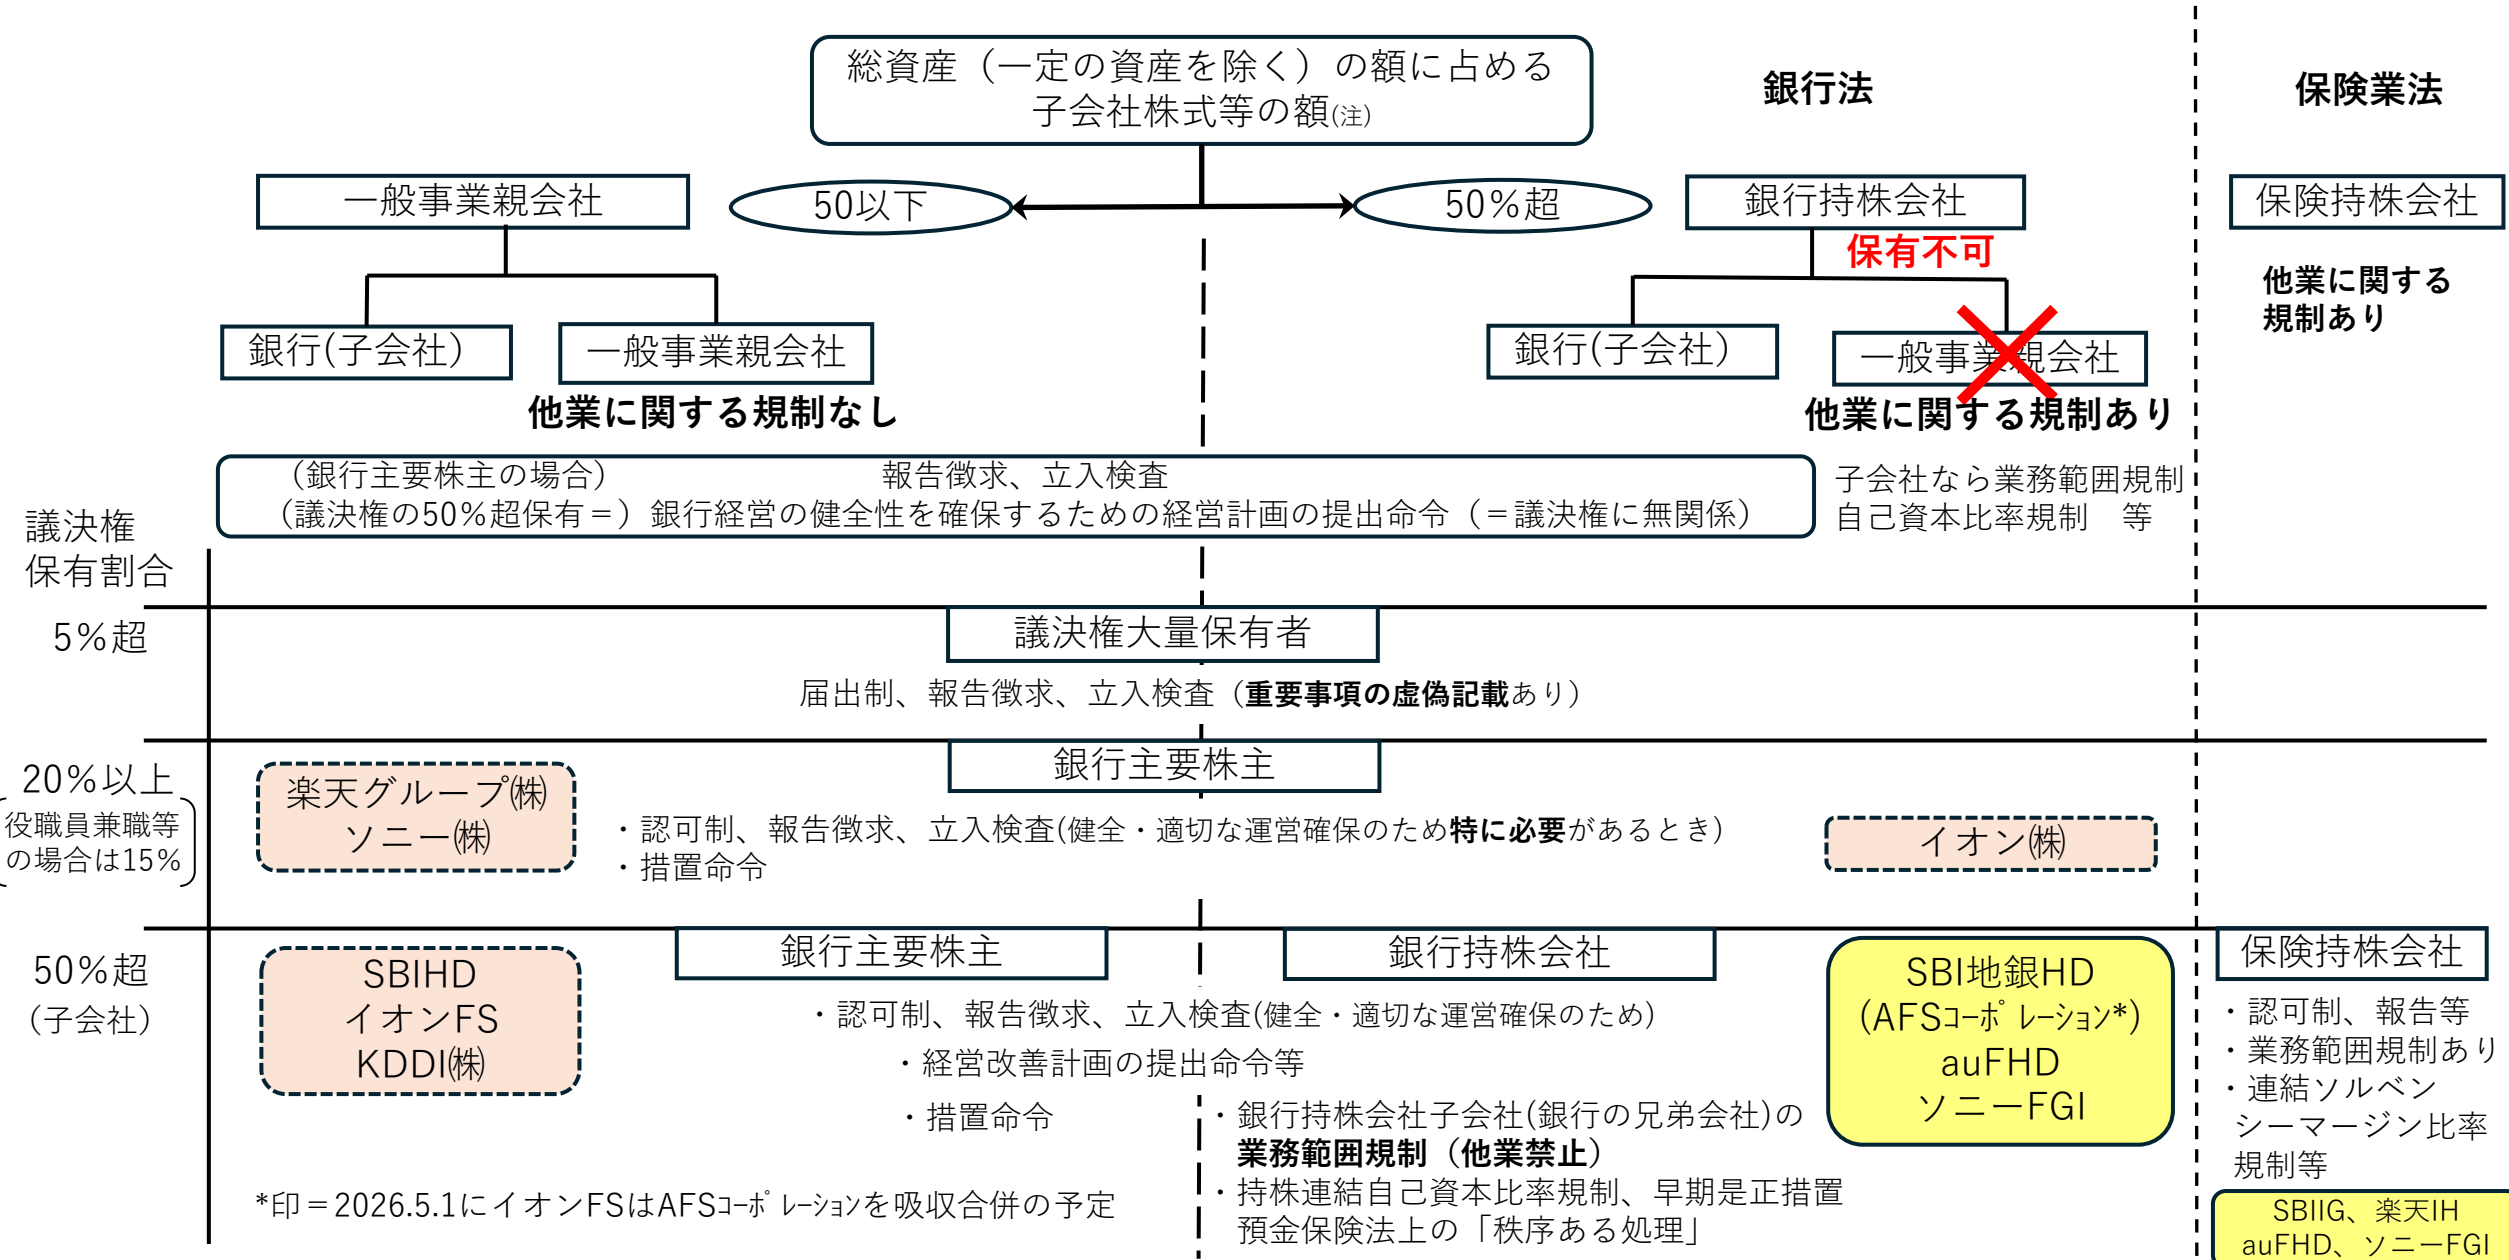 総資産（一定の資産を除く）の額に占める
子会社株式等の額(注)
銀行法
保険業法
一般事業親会社
50以下
50％超
銀行持株会社
保険持株会社
保有不可
他業に関する
規制あり
銀行(子会社)
一般事業親会社
銀行(子会社)
一般事業親会社
他業に関する規制なし
他業に関する規制あり
（銀行主要株主の場合）　報告徴求、立入検査
（議決権の50％超保有＝）銀行経営の健全性を確保するための経営計画の提出命令（＝議決権に無関係）
子会社なら業務範囲規制
自己資本比率規制　等
議決権
保有割合
5％超
議決権大量保有者
届出制、報告徴求、立入検査（重要事項の虚偽記載あり）
20％以上
役職員兼職等
の場合は15％
楽天グループ㈱
ソニー㈱
銀行主要株主
・認可制、報告徴求、立入検査(健全・適切な運営確保のため特に必要があるとき)
・措置命令
イオン㈱
50％超
（子会社）
SBIHD
イオンFS
KDDI㈱
銀行主要株主
銀行持株会社
・認可制、報告徴求、立入検査(健全・適切な運営確保のため)
・経営改善計画の提出命令等
・措置命令
・銀行持株会社子会社(銀行の兄弟会社)の
業務範囲規制（他業禁止）
・持株連結自己資本比率規制、早期是正措置
預金保険法上の「秩序ある処理」
SBI地銀HD
(AFSｺｰﾎﾟﾚｰｼｮﾝ*)
auFHD
ソニーFGI
保険持株会社
・認可制、報告等
・業務範囲規制あり
・連結ソルベン
シーマージン比率
規制等
SBIIG、楽天IH
auFHD、ソニーFGI
*印＝2026.5.1にイオンFSはAFSｺｰﾎﾟﾚｰｼｮﾝを吸収合併の予定